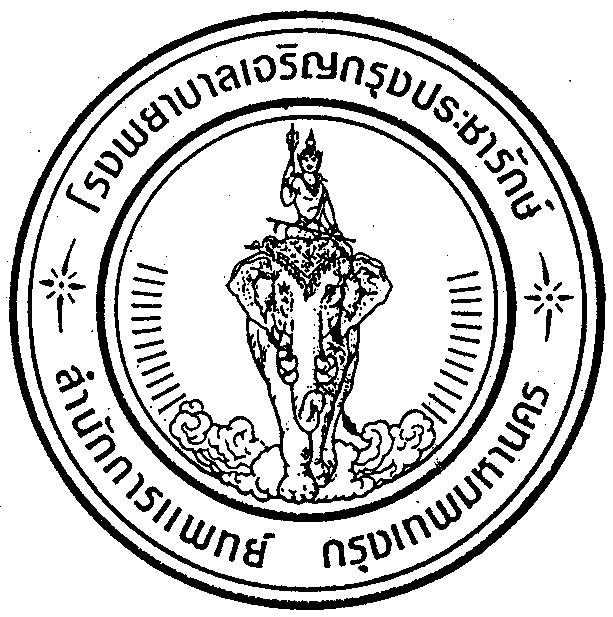 โรงพยาบาลเจริญกรุงประชารักษ์
สำนักการแพทย์ กรุงเทพมหานคร